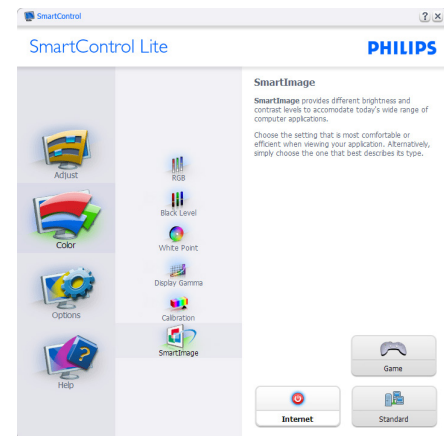 SmartControl
SmartControl Lite
PHILIPS
Adjust
Color
Options
Help
RGB
Black Level
White Point
Display Gamma
Calibration
SmartImage
SmartImage
SmartImage provides different brightness and
contrast levels to accomodate today's wide range of
computer applications.
Choose the setting that is most comfortable or
efficient when viewing your application. Alternatively,
simply choose the one that best describes its type.
Game
Internet
Standard